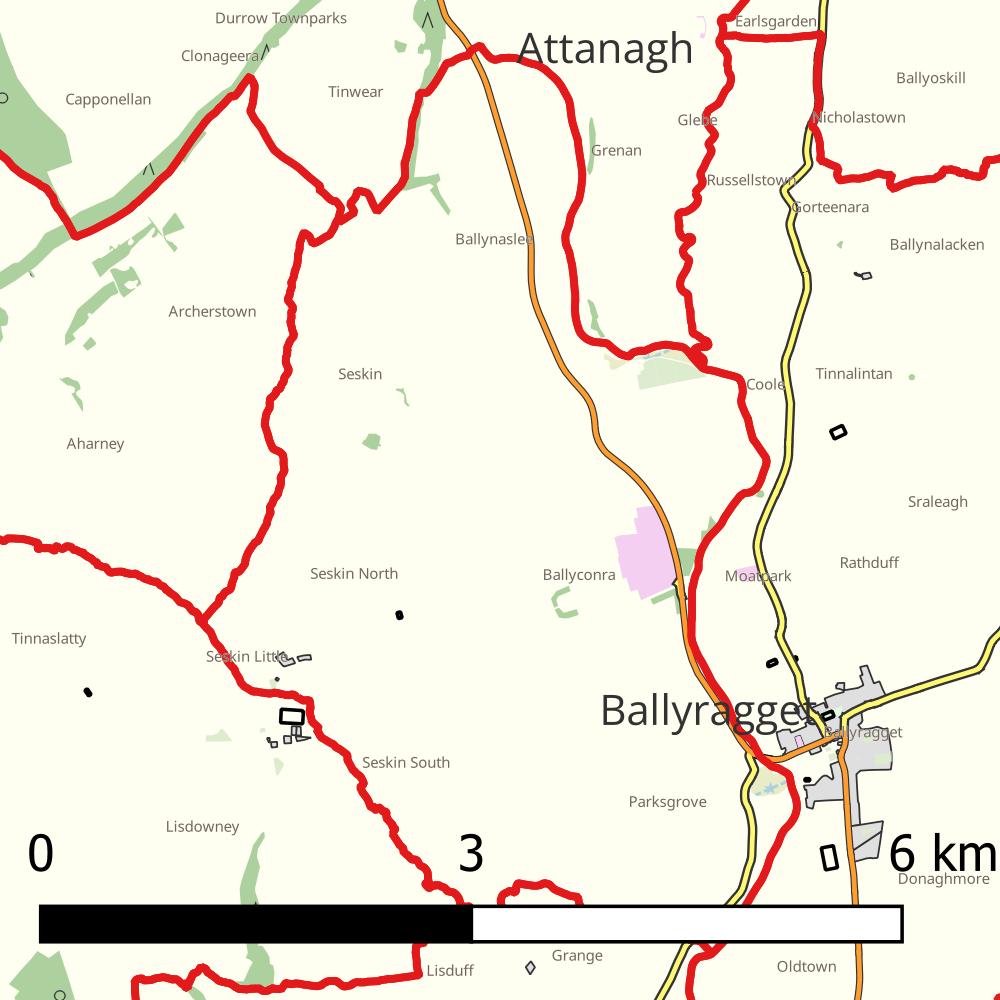 Durrow Townparks
Earlsgarden
Attanagh
Clonageera
Ballyoskill
Tinwear
Capponellan
Nicholastown
Glebe
Grenan
Russellstown
Gorteenara
Ballynaslee
Ballynalacken
Archerstown
Seskin
Tinnalintan
Coole
Aharney
Sraleagh
Rathduff
Seskin North
Ballyconra
Moatpark
Tinnaslatty
Seskin Little
Ballyragget
Ballyragget
Seskin South
Parksgrove
Lisdowney
0 3 6 km
Donaghmore
Grange
Oldtown
Lisduff